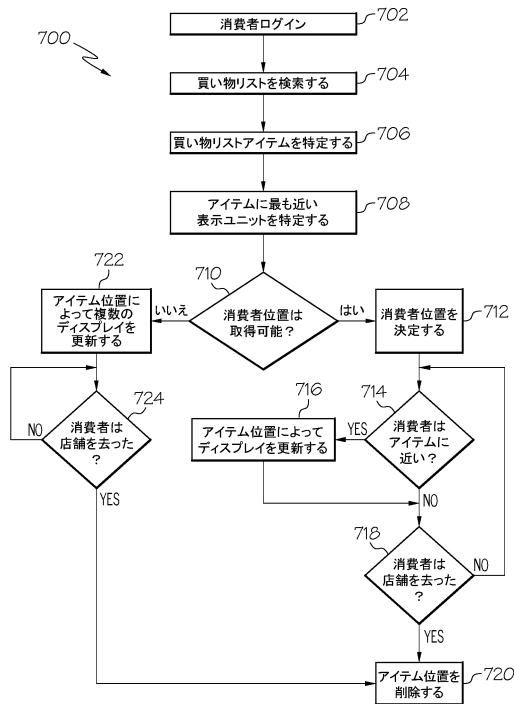 700
消費者ログイン
702
買い物リストを検索する
704
買い物リストアイテムを特定する
706
アイテムに最も近い
表示ユニットを特定する
708
710
消費者位置は
取得可能？
いいえ
はい
722
アイテム位置に
よって複数の
ディスプレイを
更新する
消費者位置を
決定する
712
724
消費者は
店舗を去った
？
NO
YES
714
消費者は
アイテムに
近い？
YES
NO
716
アイテム位置によって
ディスプレイを更新する
718
消費者は
店舗を去った
？
NO
YES
アイテム位置を
削除する
720